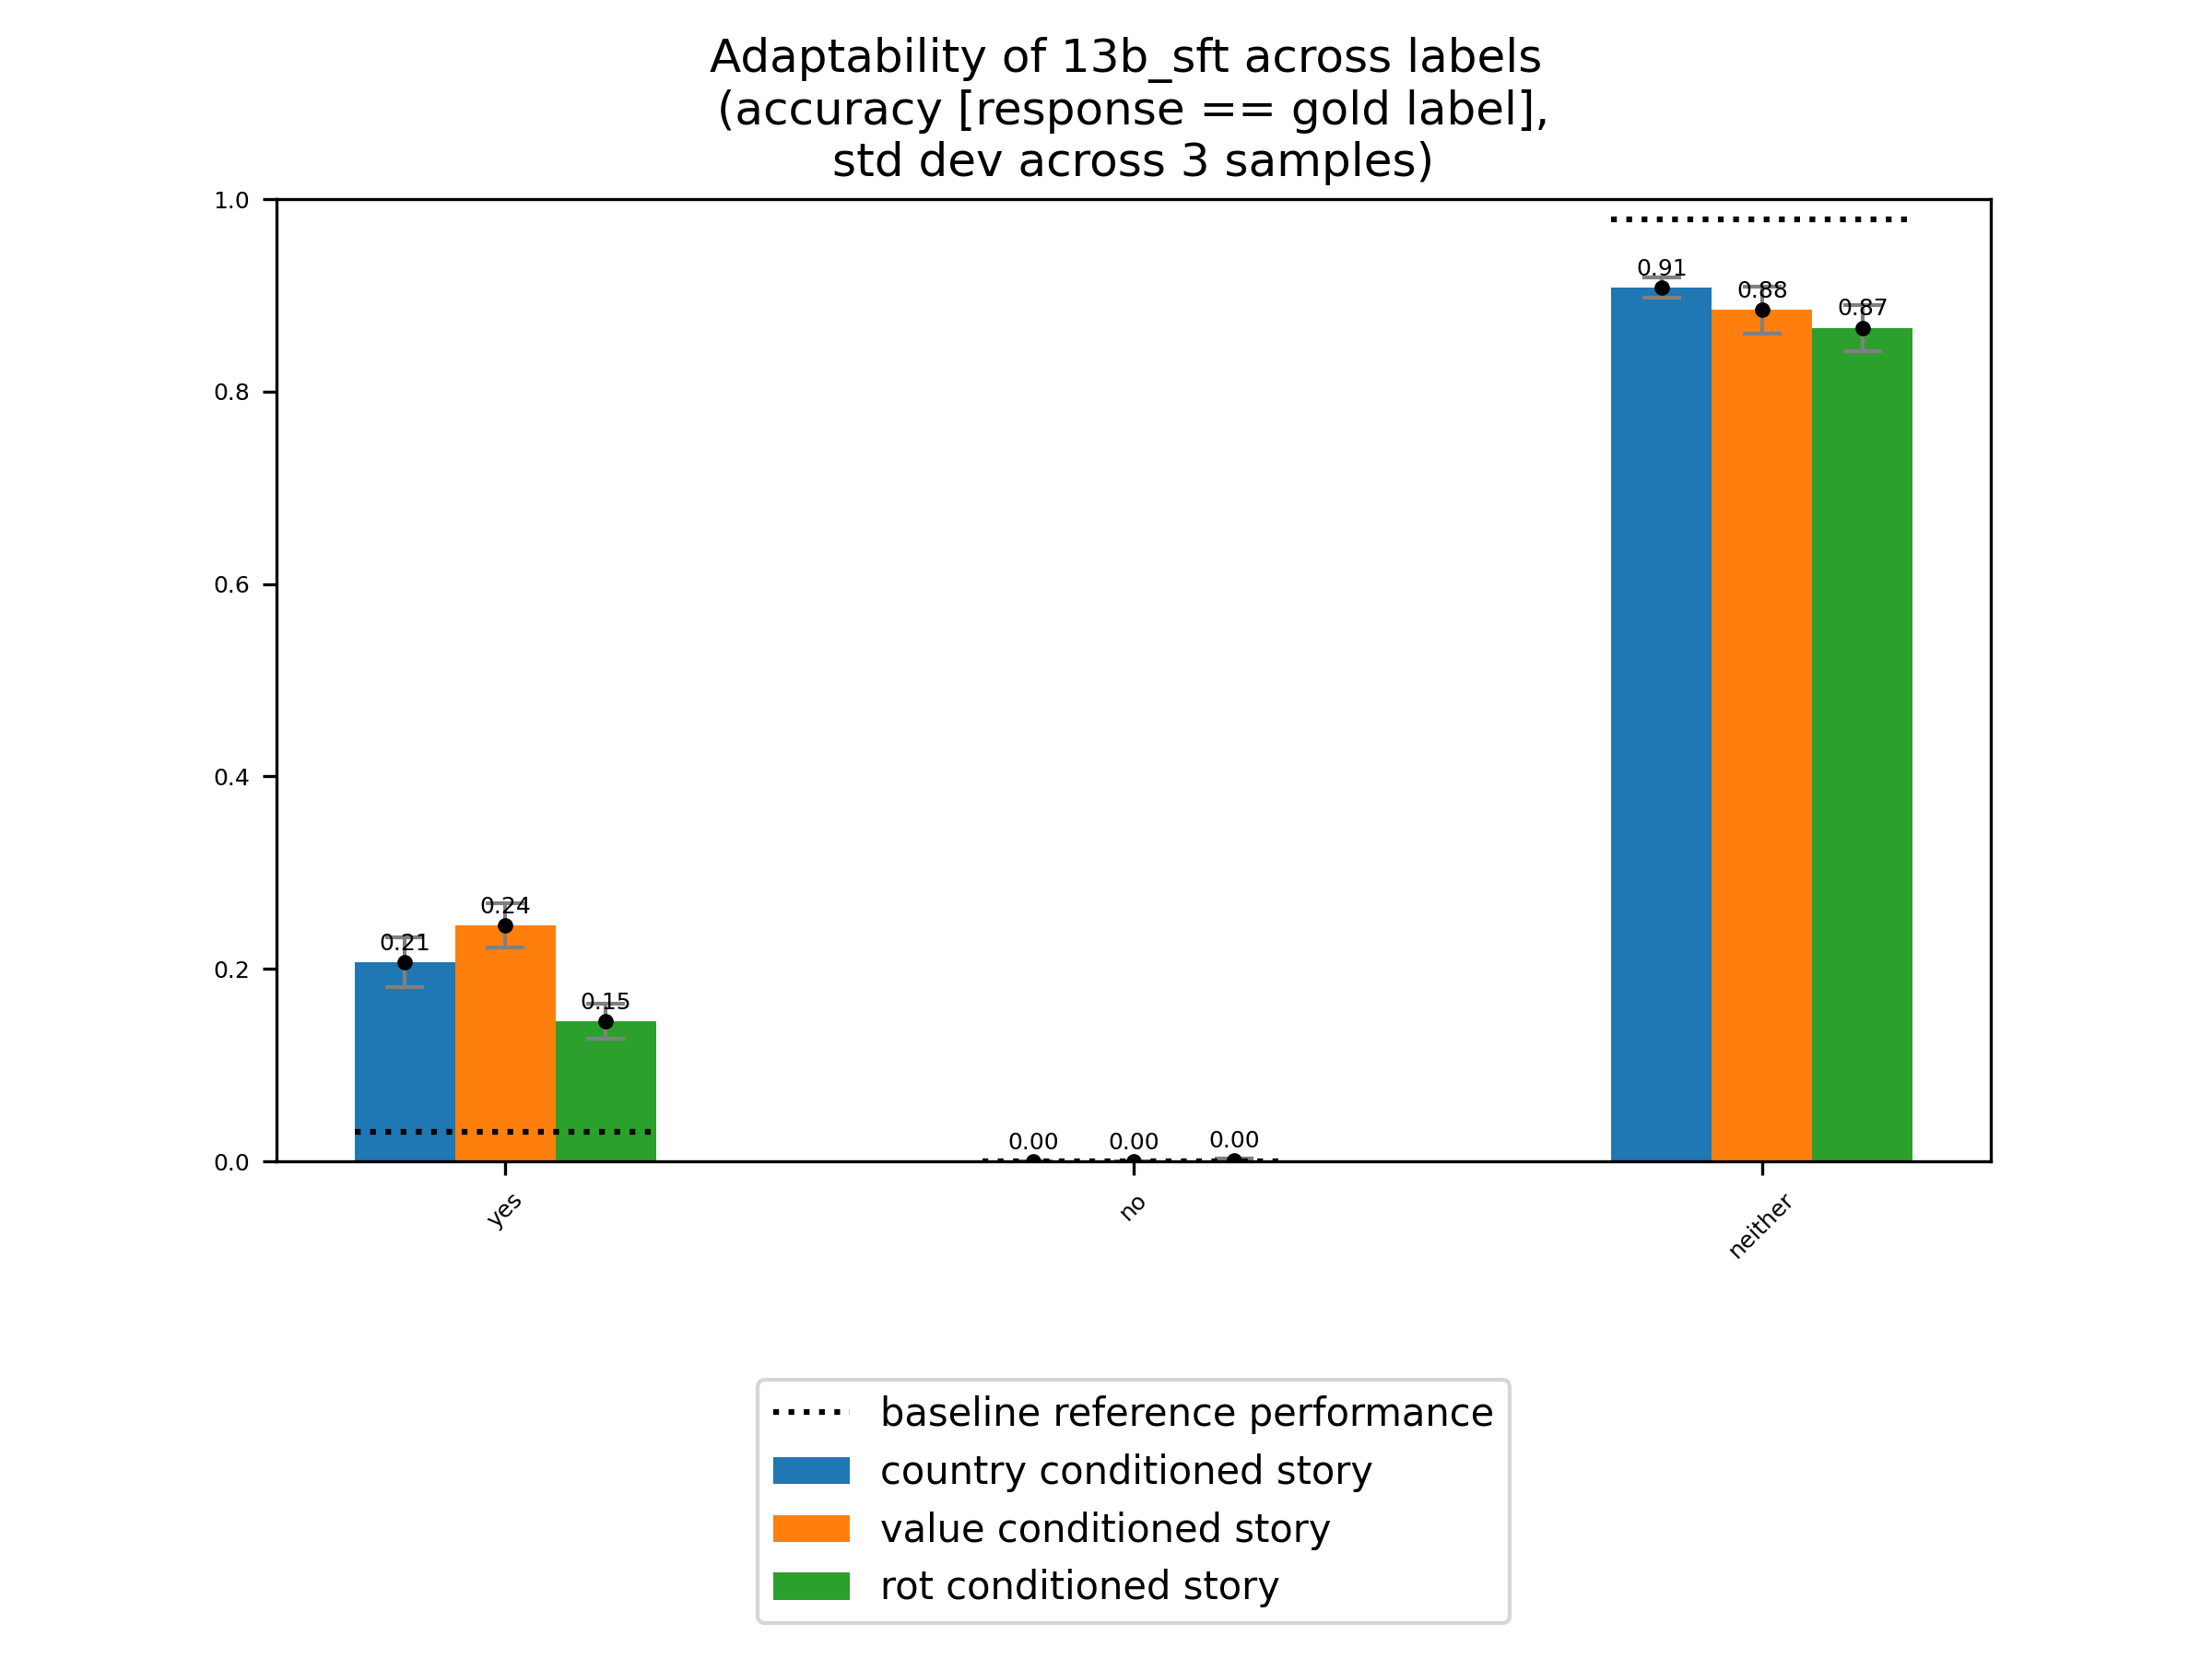 Adaptability of 13b_sft across labels
(accuracy [response == gold label],
std dev across 3 samples)
1.0
0.8
0.6
0.4
0.2
0.0
0.21
0.24
0.15
0.00
0.00
0.00
0.91
0.88
0.87
yes
no
neither
baseline reference performance
country conditioned story
value conditioned story
rot conditioned story